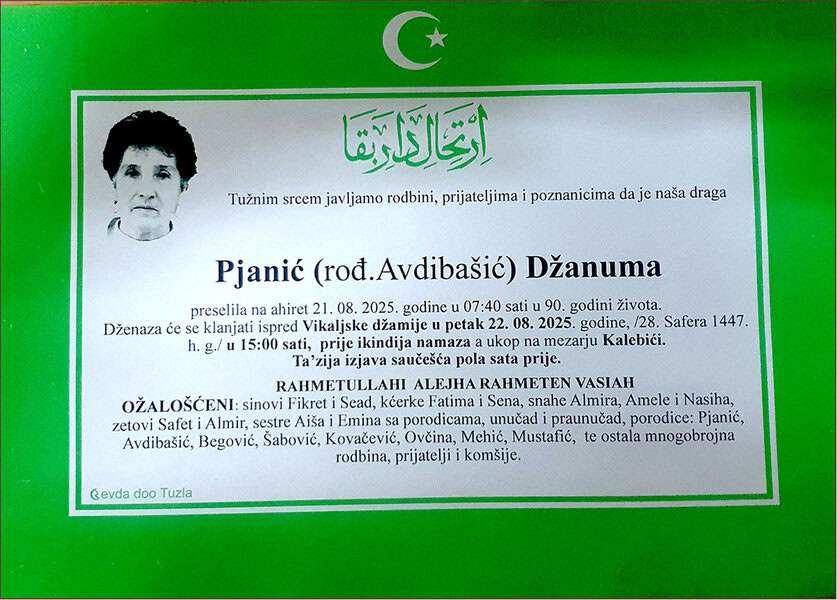 اِرْتِحَالِ دَارِ بَقَا
Tužnim srcem javljamo rodbini, prijateljima i poznanicima da je naša draga
Pjanić (rođ.Avdibašić) Džanuma
preselila na ahiret 21. 08. 2025. godine u 07:40 sati u 90. godini života.
Dženaza će se klanjati ispred Vikaljske džamije u petak 22. 08. 2025. godine, /28. Safera 1447.
h. g./ u 15:00 sati,  prije ikindija namaza a ukop na mezarju Kalebići.
Ta’zija izjava saučešća pola sata prije.
RAHMETULLAHI  ALEJHA RAHMETEN VASIAH
OŽALOŠĆENI: sinovi Fikret i Sead, kćerke Fatima i Sena, snahe Almira, Amele i Nasiha,
zetovi Safet i Almir, sestre Aiša i Emina sa porodicama, unučad i praunučad, porodice: Pjanić,
Avdibašić, Begović, Šabović, Kovačević, Ovčina, Mehić, Mustafić,  te ostala mnogobrojna
rodbina, prijatelji i komšije.
evda doo Tuzla